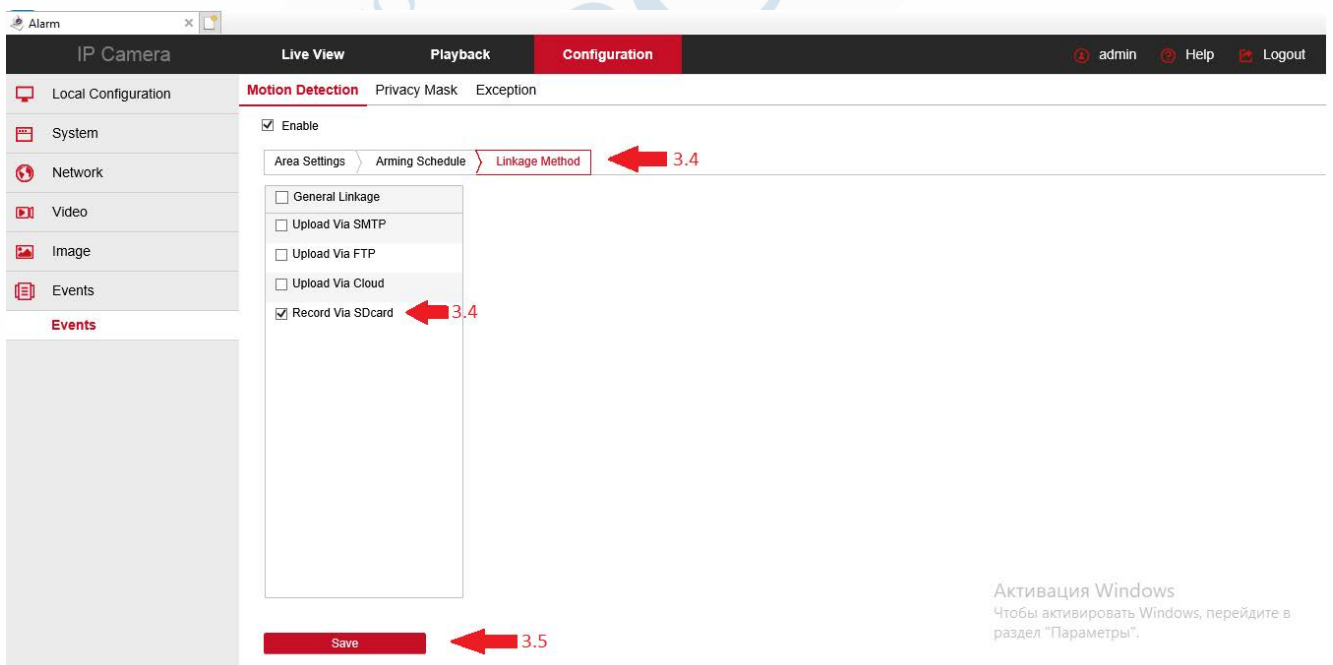 Alarm
IP Camera Live View Playback Configuration admin Help Logout
Local Configuration
System
Network
Video
Image
Events
Events
Motion Detection Privacy Mask Exception
Enable
Area Settings Arming Schedule Linkage Method 3.4
General Linkage
Upload Via SMTP
Upload Via FTP
Upload Via Cloud
Record Via SDcard 3.4
Save 3.5
Активация Windows
Чтобы активировать Windows, перейдите в
раздел "Параметры".